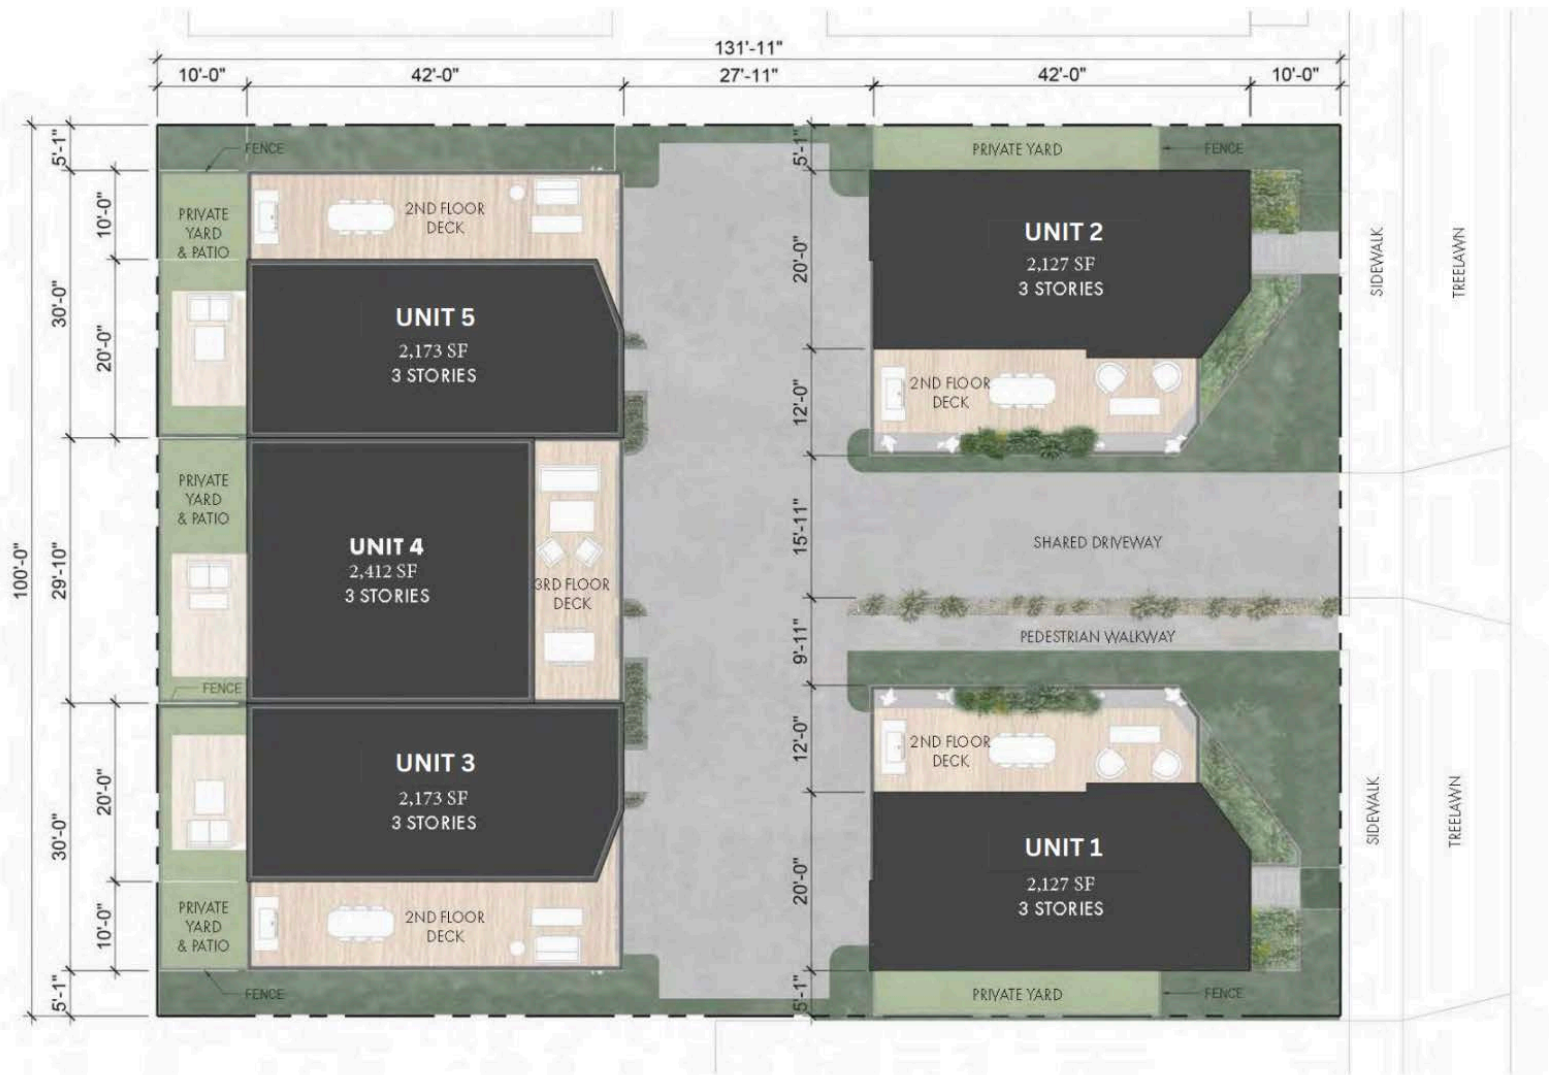 131'-11"
10'-0"
42'-0"
27'-11"
42'-0"
10'-0"
5'-1"
FENCE
5'-1"
PRIVATE YARD
FENCE
10'-0"
PRIVATE
YARD
& PATIO
2ND FLOOR
DECK
30'-0"
20'-0"
UNIT 5
2,173 SF
3 STORIES
20'-0"
UNIT 2
2,127 SF
3 STORIES
SIDEWALK
TREELAWN
12'-0"
2ND FLOOR
DECK
100'-0"
29'-10"
PRIVATE
YARD
& PATIO
UNIT 4
2,412 SF
3 STORIES
3RD FLOOR
DECK
FENCE
15'-11"
SHARED DRIVEWAY
9'-11"
PEDESTRIAN WALKWAY
30'-0"
20'-0"
UNIT 3
2,173 SF
3 STORIES
12'-0"
2ND FLOOR
DECK
SIDEWALK
TREELAWN
20'-0"
UNIT 1
2,127 SF
3 STORIES
10'-0"
PRIVATE
YARD
& PATIO
2ND FLOOR
DECK
5'-1"
FENCE
5'-1"
PRIVATE YARD
FENCE